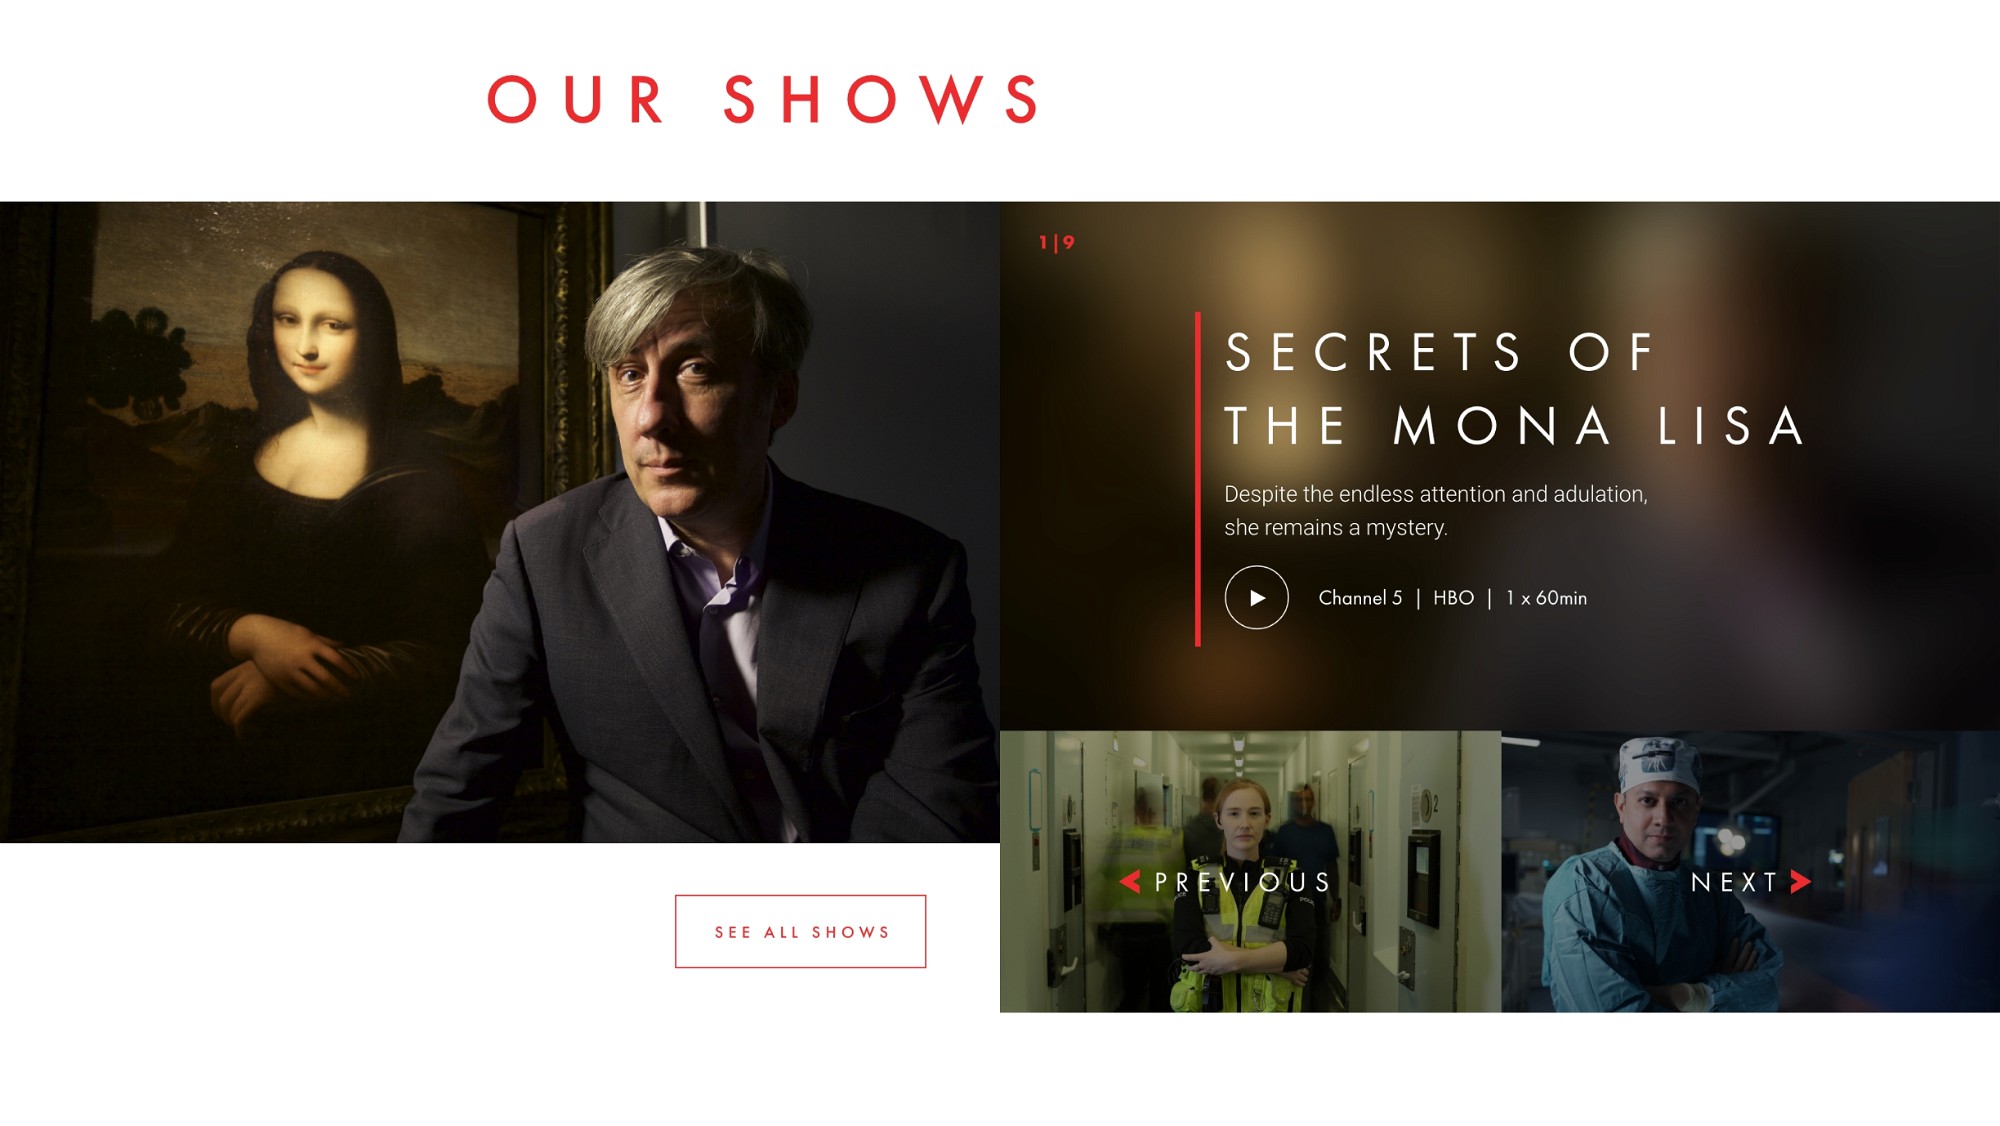 OUR SHOWS
1|9
SECRETS OF
THE MONA LISA
Despite the endless attention and adulation,
she remains a mystery.
Channel 5 | HBO | 1 x 60min
PREVIOUS
NEXT
SEE ALL SHOWS